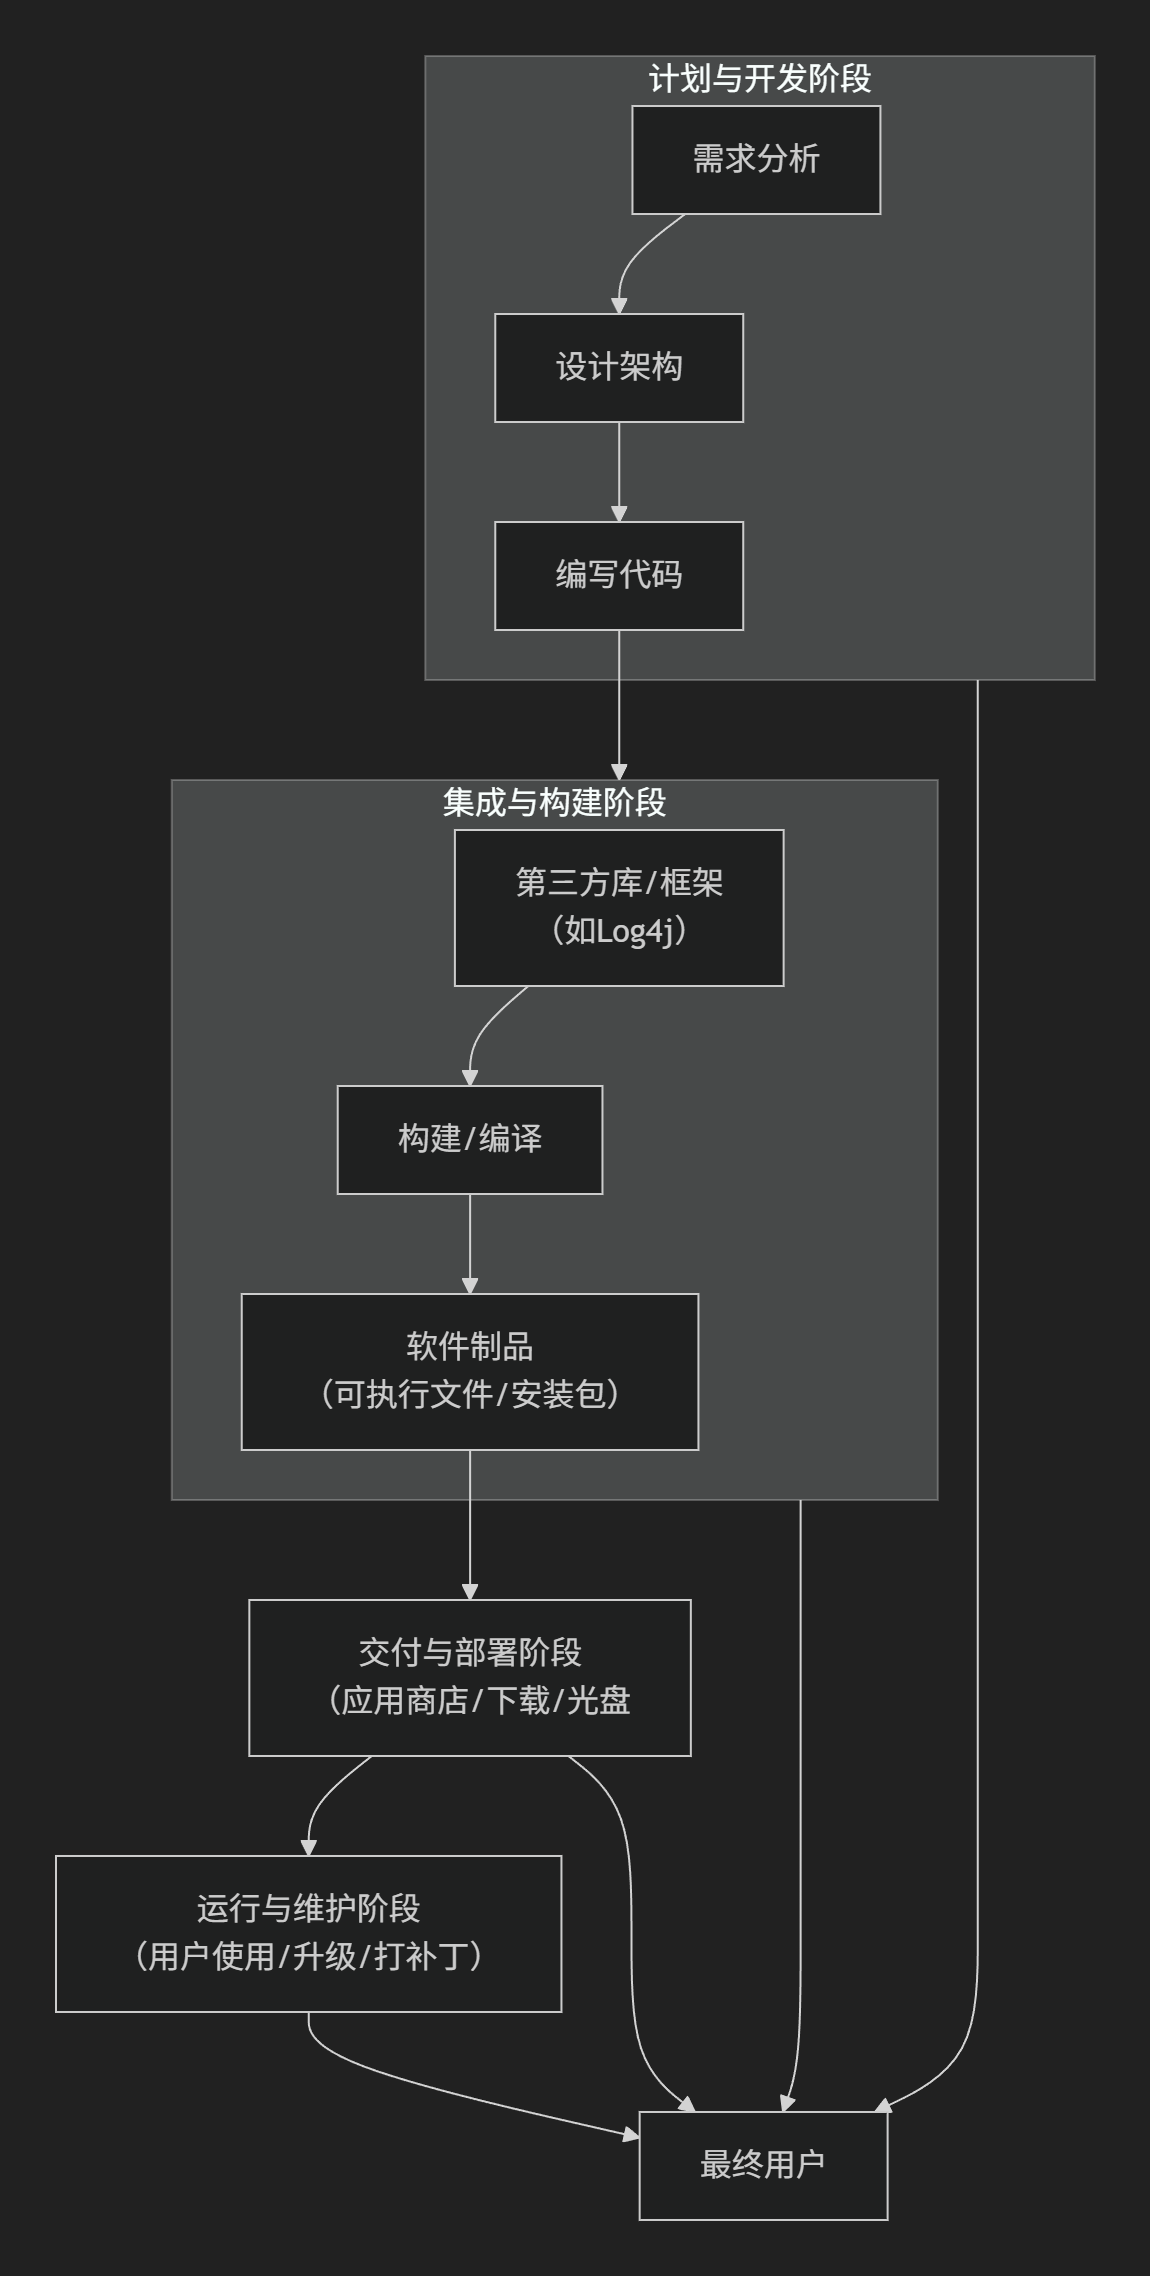 计划与开发阶段
需求分析
设计架构
编写代码
集成与构建阶段
第三方库/框架
（如Log4j）
构建/编译
软件制品
（可执行文件/安装包）
交付与部署阶段
（应用商店/下载/光盘
运行与维护阶段
（用户使用/升级/打补丁）
最终用户